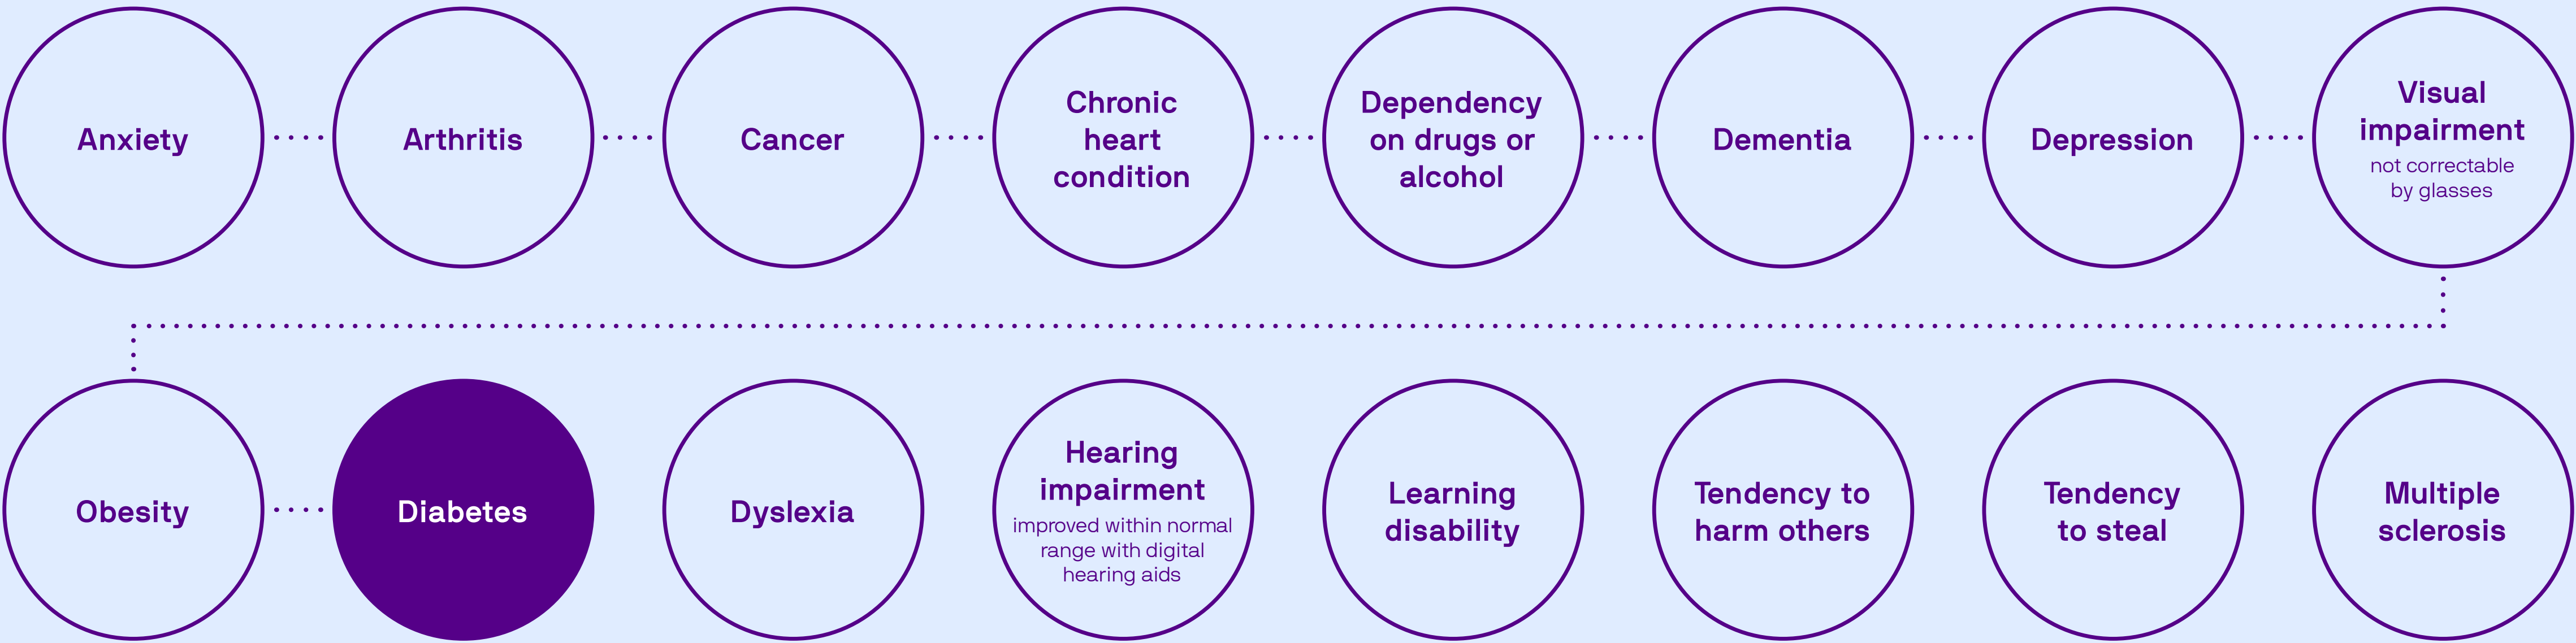 Anxiety
Arthritis
Cancer
Chronic
heart
condition
Dependency
on drugs or
alcohol
Dementia
Depression
Visual
impairment
not correctable
by glasses
Obesity
Diabetes
Dyslexia
Hearing
impairment
improved within normal
range with digital
hearing aids
Learning
disability
Tendency to
harm others
Tendency
to steal
Multiple
sclerosis